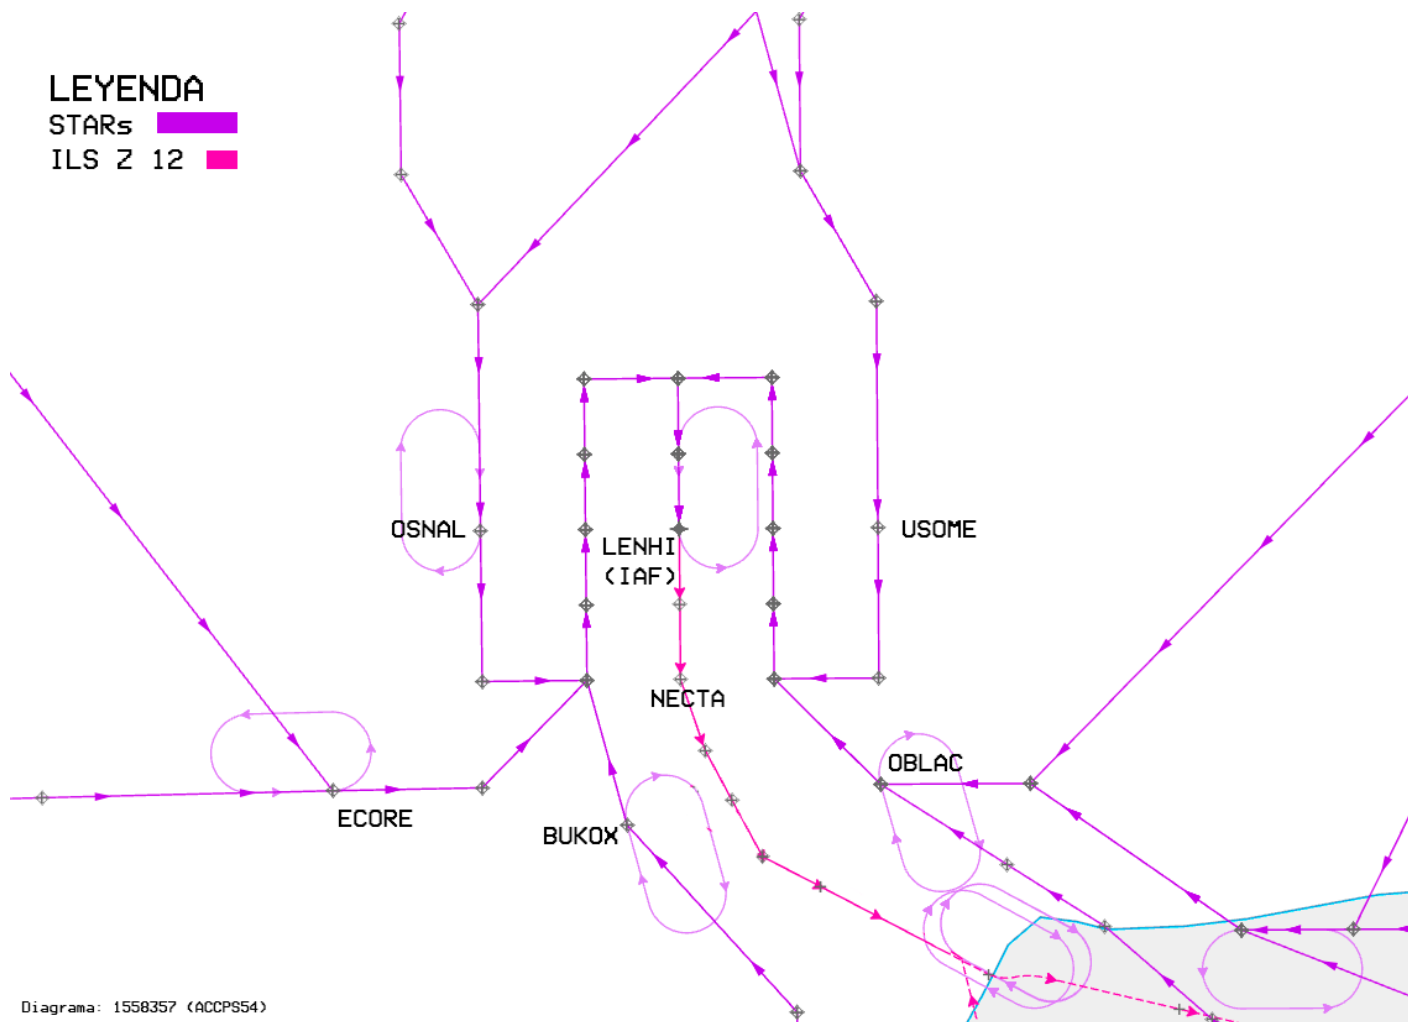 LEYENDA
STARs
ILS Z 12
OSNAL
LENHI
(IAF)
USOME
NECTA
OBLAC
ECORE
BUKOX
Diagrama: 1558357 (ACCPS54)